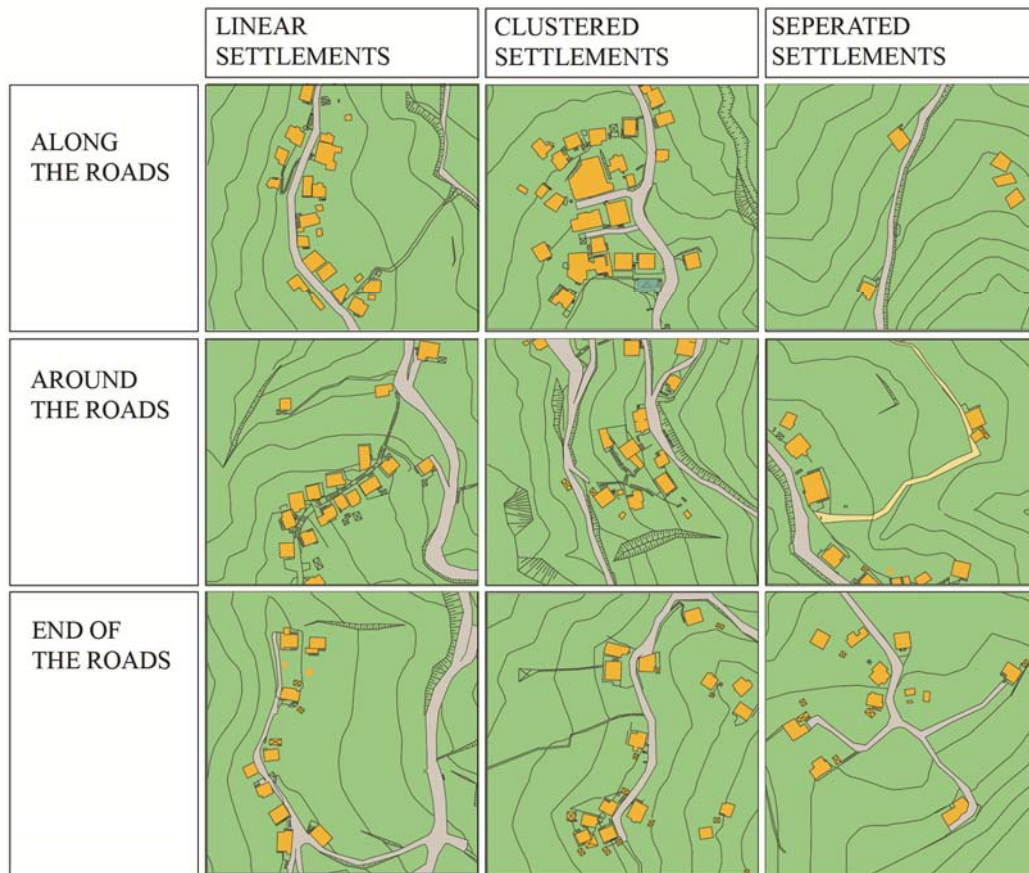 LINEAR
SETTLEMENTS
CLUSTERED
SETTLEMENTS
SEPERATED
SETTLEMENTS
ALONG
THE ROADS
AROUND
THE ROADS
END OF
THE ROADS